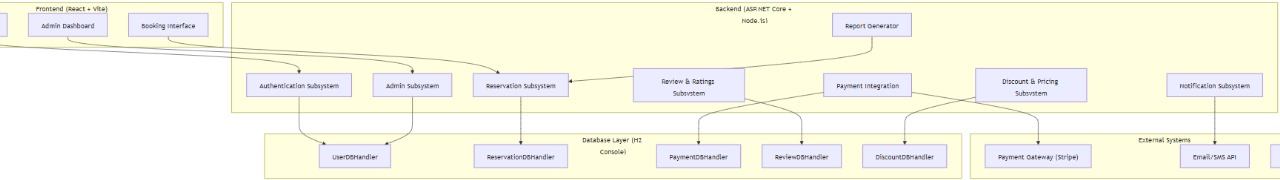 Frontend (React + Vite)
Admin Dashboard
Booking Interface
Backend (ASP.NET Core +
Node.js)
Report Generator
Authentication Subsystem
Admin Subsystem
Reservation Subsystem
Review & Ratings
Subsystem
Payment Integration
Discount & Pricing
Subsystem
Notification Subsystem
Database Layer (H2
Console)
UserDBHandler
ReservationDBHandler
PaymentDBHandler
ReviewDBHandler
DiscountDBHandler
External Systems
Payment Gateway (Stripe)
Email/SMS API